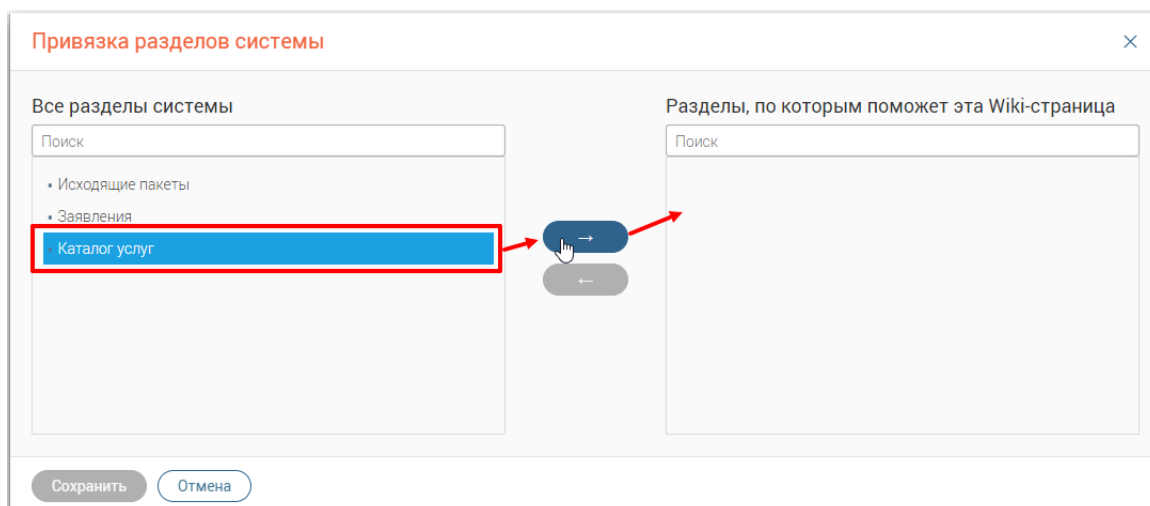 Привязка разделов системы
Все разделы системы
Поиск
• Исходящие пакеты
• Заявления
• Каталог услуг
→
←
Разделы, по которым поможет эта Wiki-страница
Поиск
Сохранить
Отмена